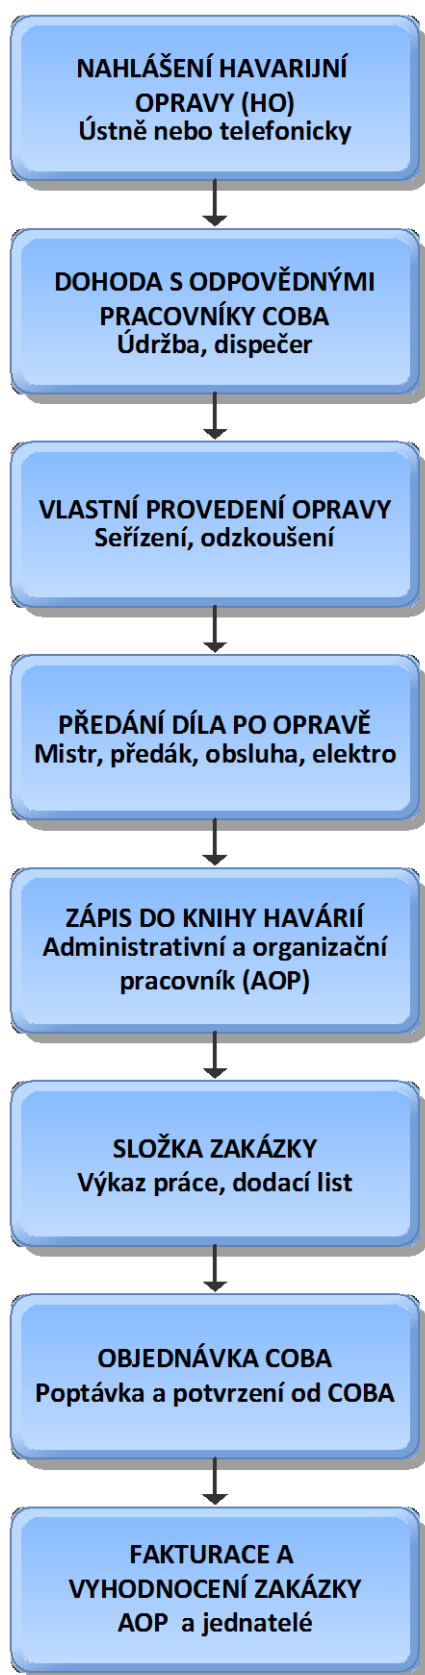 NAHLÁŠENÍ HAVARIJNÍ
OPRAVY (HO)
Ústně nebo telefonicky
DOHODA S ODPOVĚDNÝMI
PRACOVNÍKY COBA
Údržba, dispečer
VLASTNÍ PROVEDENÍ OPRAVY
Seřízení, odzkoušení
PŘEDÁNÍ DÍLA PO OPRAVĚ
Mistr, předák, obsluha, elektro
ZÁPIS DO KNIHY HAVÁRIÍ
Administrativní a organizační
pracovník (AOP)
SLOŽKA ZAKÁZKY
Výkaz práce, dodací list
OBJEDNÁVKA COBA
Poptávka a potvrzení od COBA
FAKTURACE A
VYHODNOCENÍ ZAKÁZKY
AOP a jednatelé